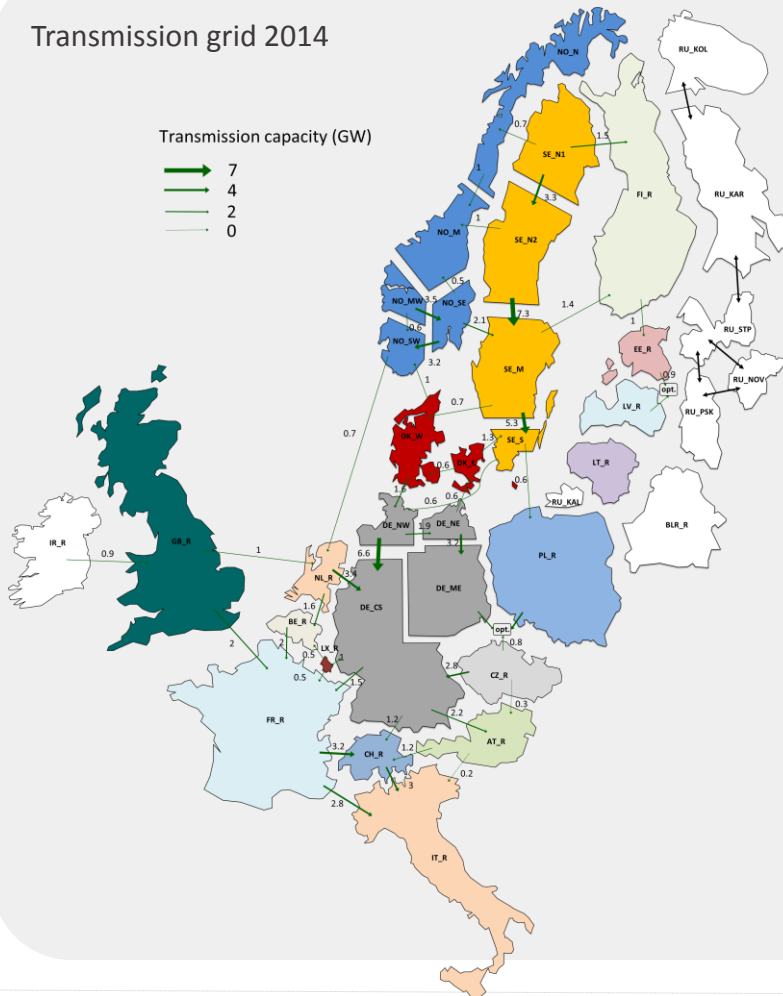 Transmission grid 2014
Transmission capacity (GW)
7
4
2
0
NO_N
RU_KOL
0.7
1.5
SE_N1
1
3.3
FI_R
RU_KAR
NO_M
1
SE_N2
0.5
NO_MW
3.5
NO_SE
7.3
1.4
0.6
2.1
1
RU_STP
NO_SW
3.2
EE_R
SE_M
1
0.9
RU_NOV
opt.
LV_R
RU_PSK
0.7
0.7
5.3
DK_W
1.3
SE_S
LT_R
0.6
DK_E
0.6
1.6
0.6
0.6
RU_KAL
DE_NW
1.9
DE_NE
BLR_R
IR_R
0.9
GB_R
1
6.6
3.2
PL_R
NL_R
3.4
DE_ME
1.6
DE_CS
BE_R
opt.
2
2
0.5
LX_R
1
0.8
0.5
1.5
2.8
CZ_R
0.3
FR_R
1.2
2.2
AT_R
3.2
CH_R
1.2
0.2
3
2.8
IT_R